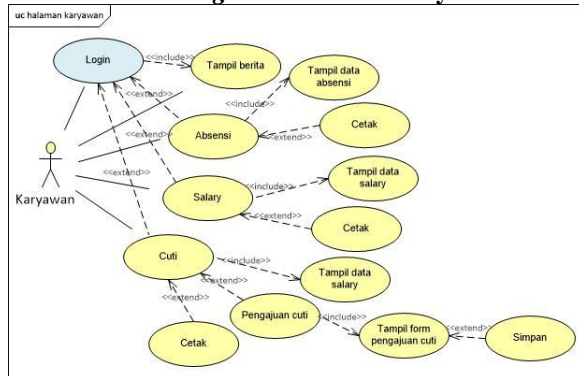 uc halaman karyawan
Login
<<include>>
Tampil berita
Tampil data
absensi
<<extend>>
<<include>>
<<extend>>
Absensi
<<extend>>
Cetak
Karyawan
<<extend>>
Salary
<<include>>
Tampil data
salary
<<extend>>
Cetak
Cuti
<<include>>
Tampil data
salary
<<extend>>
<<extend>>
Pengajuan cuti
<<include>>
Tampil form
pengajuan cuti
<<extend>>
Simpan
Cetak